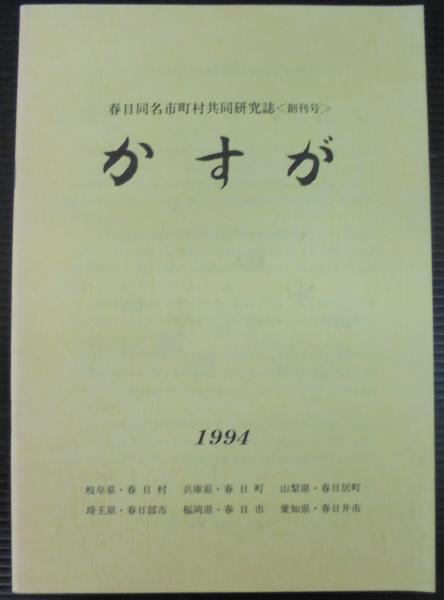 春日同名市町村共同研究誌<創刊号>
かすが
1994
岐阜県・春日村 兵庫県・春日町 山梨県・春日居町
埼玉県・春日部市 福岡県・春日市 愛知県・春日井市